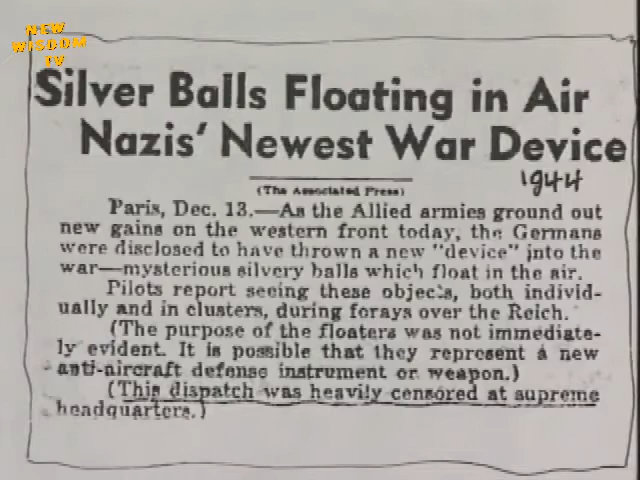 NEW
WISDOM
TV
Silver Balls Floating in Air
Nazis' Newest War Device
1944
(The Associated Press)
Paris, Dec. 13.—As the Allied armies ground out
new gains on the western front today, the Germans
were disclosed to have thrown a new "device" into the
war—mysterious silvery balls which float in the air.
Pilots report seeing these objects, both individ-
ually and in clusters, during forays over the Reich.
(The purpose of the floaters was not immediate-
ly evident. It is possible that they represent a new
anti-aircraft defense instrument or weapon.)
(This dispatch was heavily censored at supreme
headquarters.)